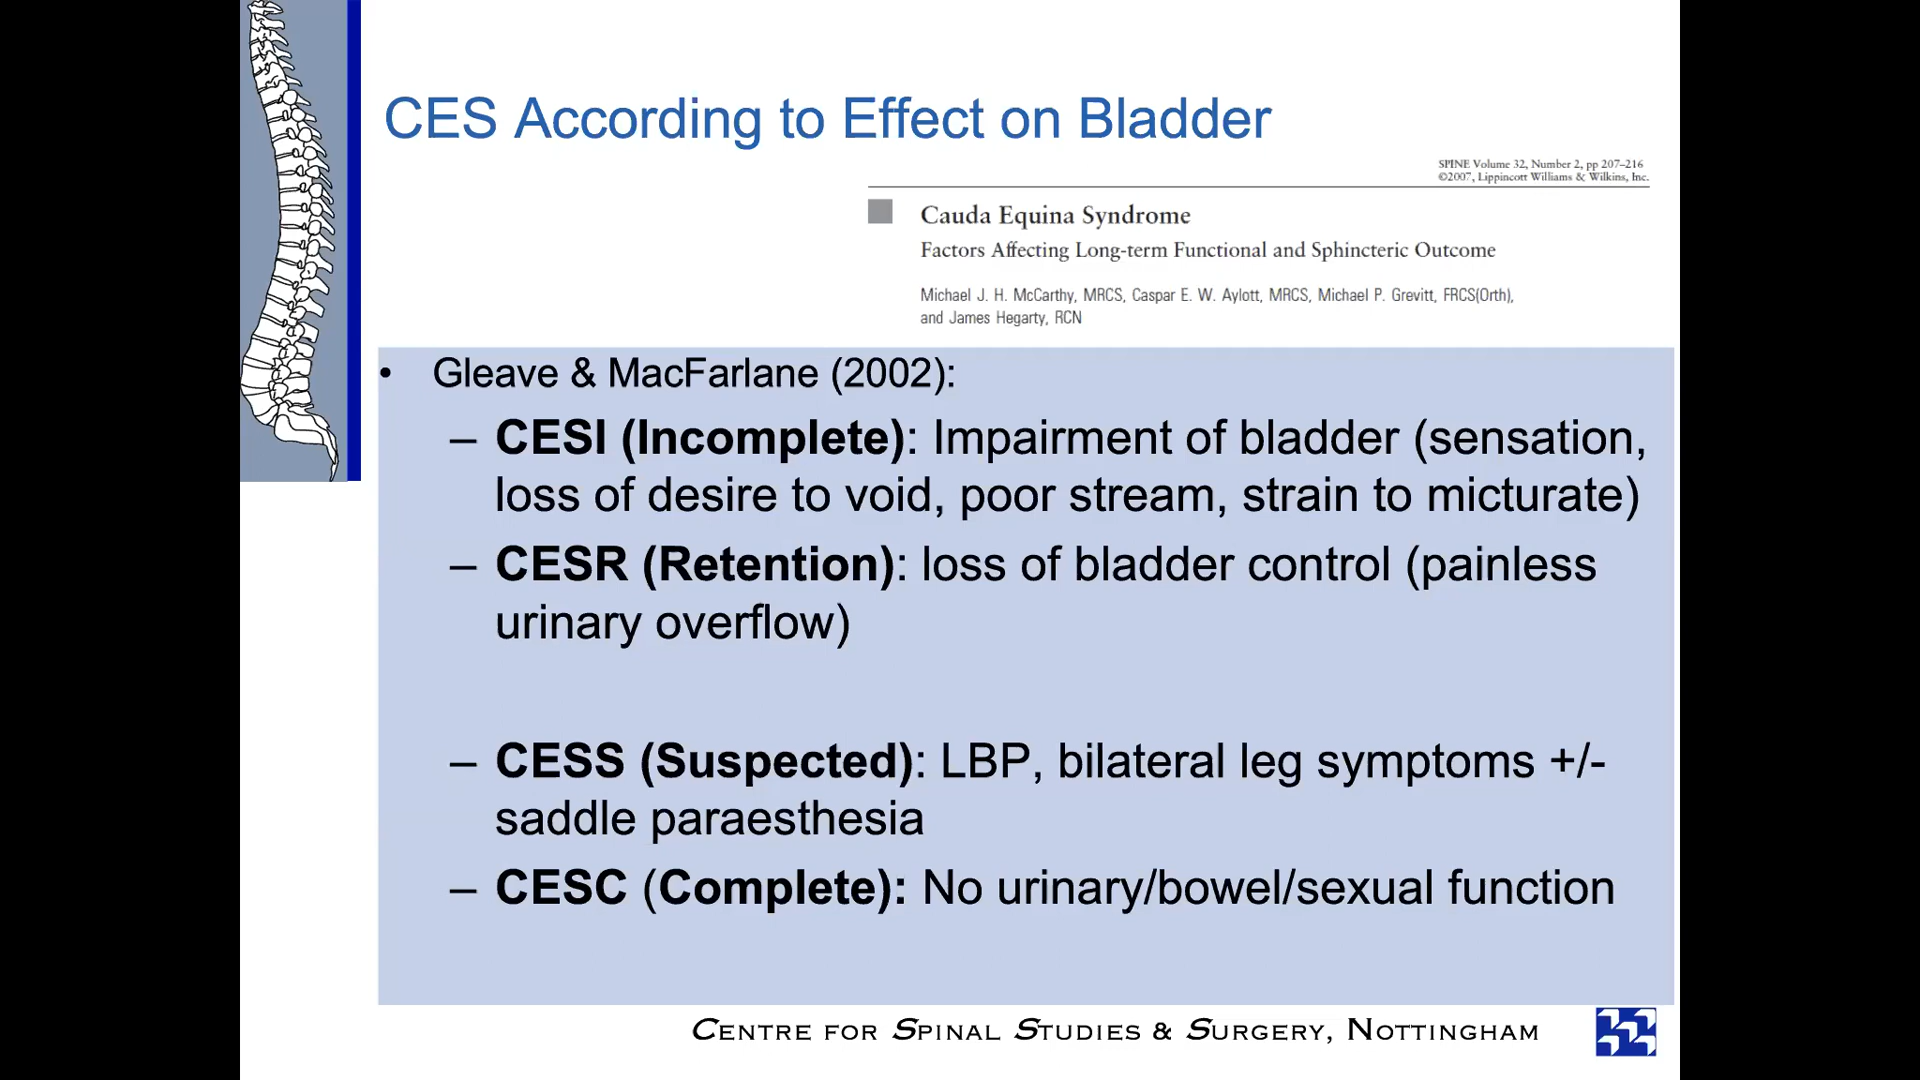 CES According to Effect on Bladder
SPINE Volume 32, Number 2, pp 207–216
©2007, Lippincott Williams & Wilkins, Inc.
Cauda Equina Syndrome
Factors Affecting Long-term Functional and Sphincteric Outcome
Michael J. H. McCarthy, MRCS, Caspar E. W. Aylott, MRCS, Michael P. Grevitt, FRCS(Orth),
and James Hegarty, RCN
• Gleave & MacFarlane (2002):
– CESI (Incomplete): Impairment of bladder (sensation,
loss of desire to void, poor stream, strain to micturate)
– CESR (Retention): loss of bladder control (painless
urinary overflow)
– CESS (Suspected): LBP, bilateral leg symptoms +/-
saddle paraesthesia
– CESC (Complete): No urinary/bowel/sexual function
CENTRE FOR SPINAL STUDIES & SURGERY, NOTTINGHAM